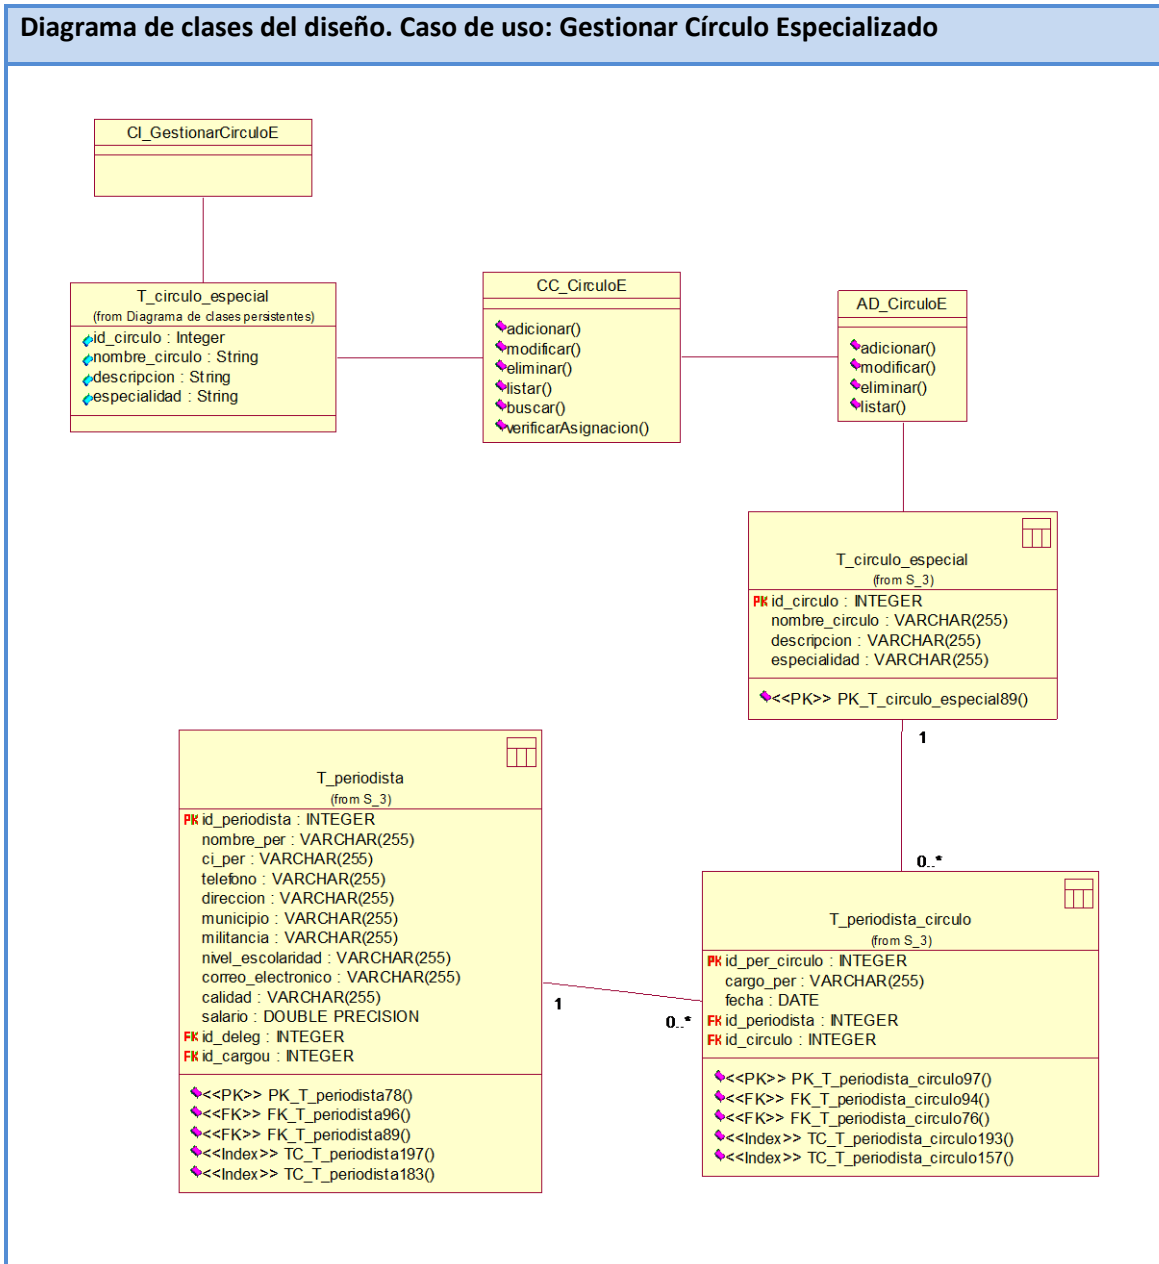 Diagrama de clases del diseño. Caso de uso: Gestionar Círculo Especializado
CI_GestionarCirculoE
T_circulo_especial
(from Diagrama de clases persistentes)
id_circulo : Integer
nombre_circulo : String
descripcion : String
especialidad : String
CC_CirculoE
adicionar()
modificar()
eliminar()
listar()
buscar()
verificarAsignacion()
AD_CirculoE
adicionar()
modificar()
eliminar()
listar()
T_circulo_especial
(from S_3)
PK id_circulo : INTEGER
nombre_circulo : VARCHAR(255)
descripcion : VARCHAR(255)
especialidad : VARCHAR(255)
<<PK>> PK_T_circulo_especial89()
1
0..*
T_periodista
(from S_3)
PK id_periodista : INTEGER
nombre_per : VARCHAR(255)
ci_per : VARCHAR(255)
telefono : VARCHAR(255)
direccion : VARCHAR(255)
municipio : VARCHAR(255)
militancia : VARCHAR(255)
nivel_escolaridad : VARCHAR(255)
correo_electronico : VARCHAR(255)
calidad : VARCHAR(255)
salario : DOUBLE PRECISION
FK id_deleg : INTEGER
FK id_cargou : INTEGER
<<PK>> PK_T_periodista78()
<<FK>> FK_T_periodista96()
<<FK>> FK_T_periodista89()
<<Index>> TC_T_periodista197()
<<Index>> TC_T_periodista183()
1
0..*
T_periodista_circulo
(from S_3)
PK id_per_circulo : INTEGER
cargo_per : VARCHAR(255)
fecha : DATE
FK id_periodista : INTEGER
FK id_circulo : INTEGER
<<PK>> PK_T_periodista_circulo97()
<<FK>> FK_T_periodista_circulo94()
<<FK>> FK_T_periodista_circulo76()
<<Index>> TC_T_periodista_circulo193()
<<Index>> TC_T_periodista_circulo157()